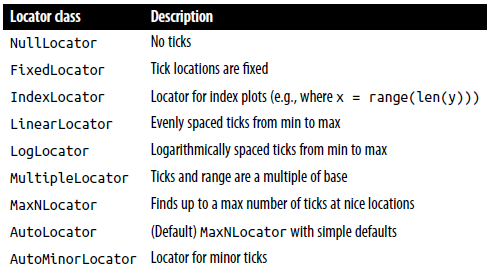 Locator class Description
NullLocator No ticks
FixedLocator Tick locations are fixed
IndexLocator Locator for index plots (e.g., where x = range(len(y)))
LinearLocator Evenly spaced ticks from min to max
LogLocator Logarithmically spaced ticks from min to max
MultipleLocator Ticks and range are a multiple of base
MaxNLocator Finds up to a max number of ticks at nice locations
AutoLocator (Default) MaxNLocator with simple defaults
AutoMinorLocator Locator for minor ticks